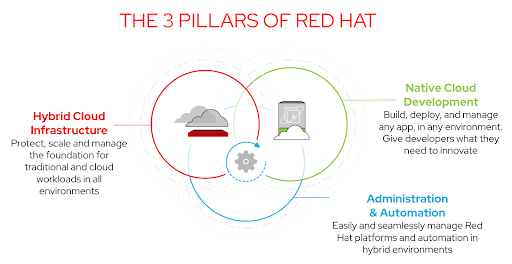 THE 3 PILLARS OF RED HAT
Hybrid Cloud
Infrastructure
Protect, scale and manage
the foundation for
traditional and cloud
workloads in all
environments
Native Cloud
Development
Build, deploy, and manage
any app, in any environment.
Give developers what they
need to innovate
Administration
& Automation
Easily and seamlessly manage Red
Hat platforms and automation in
hybrid environments